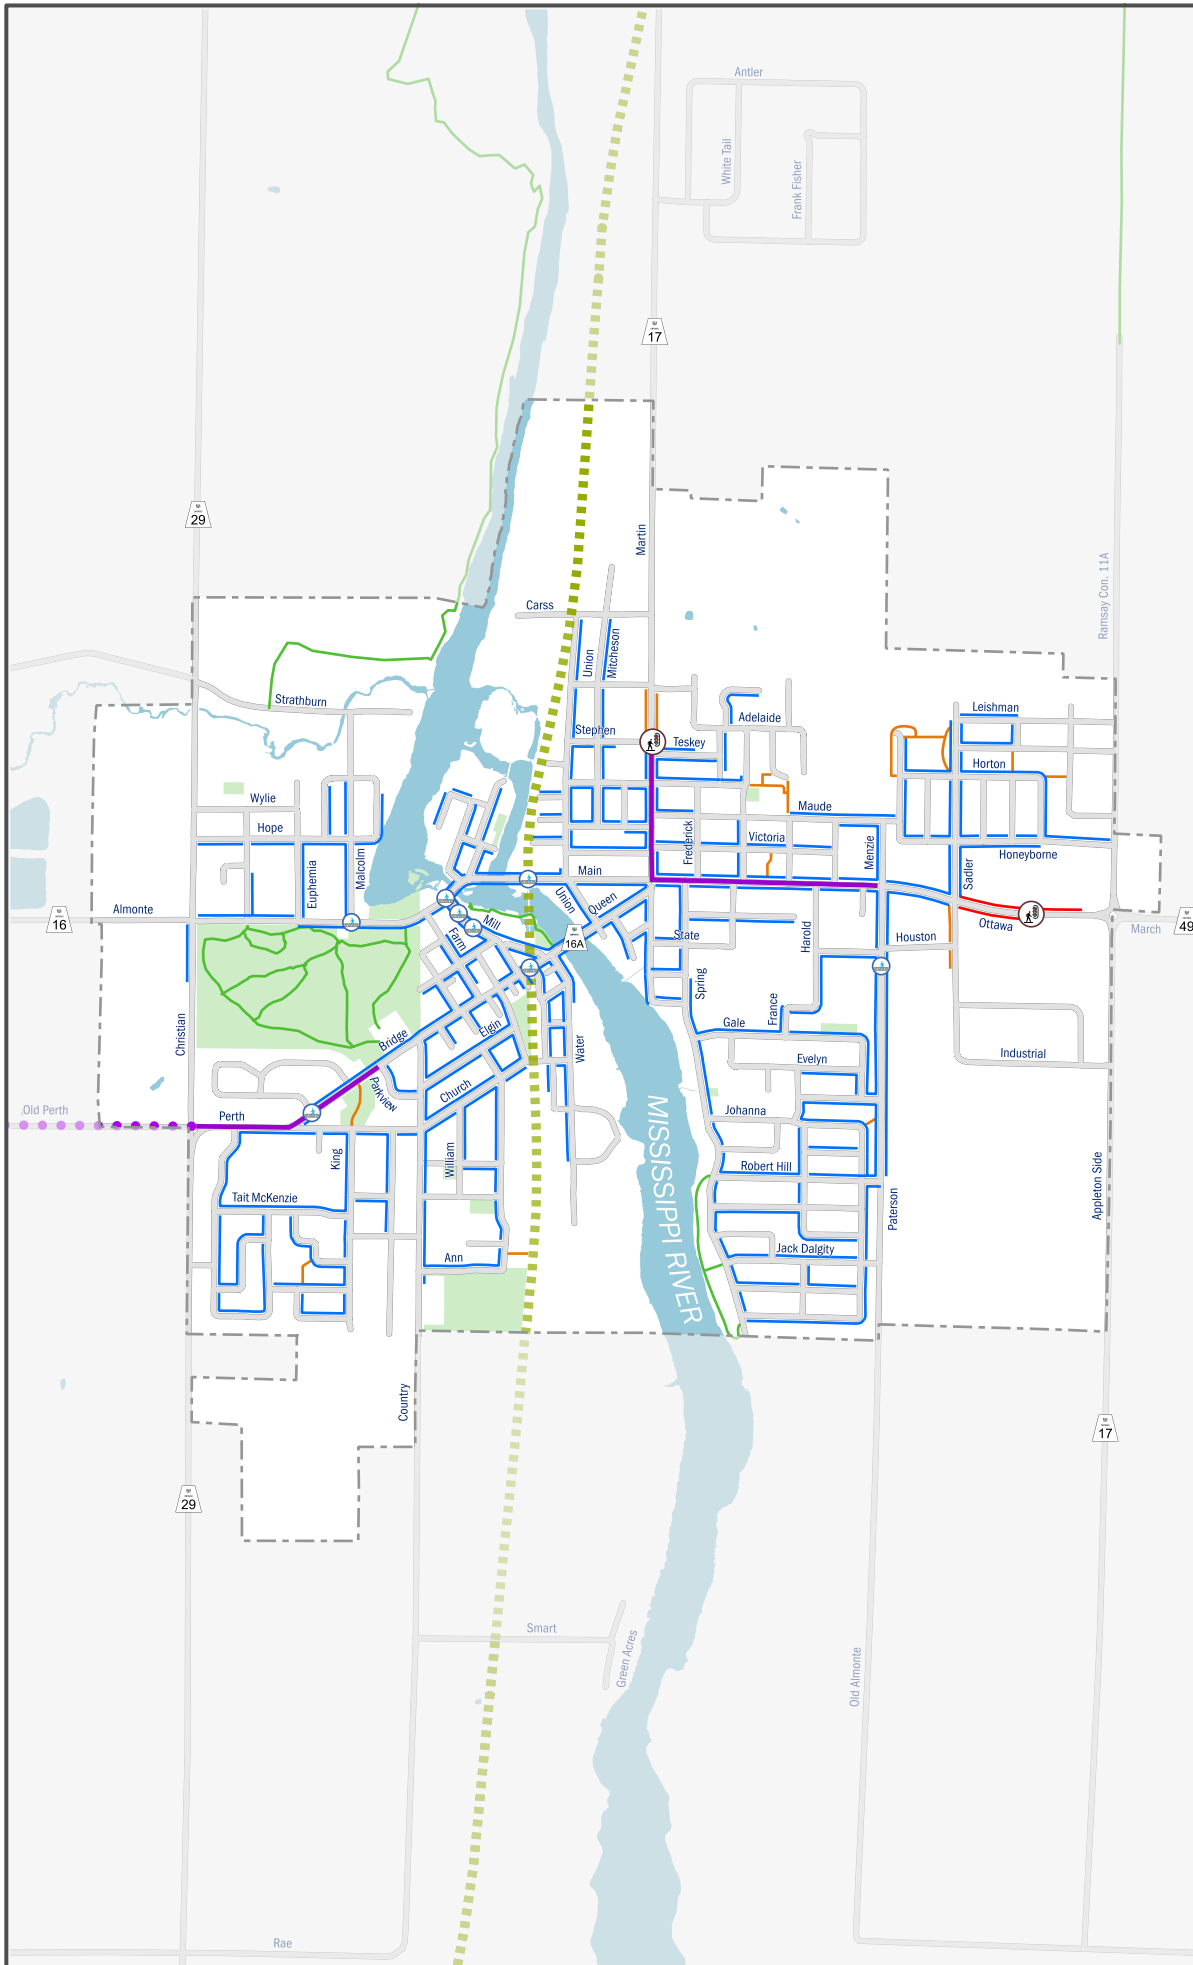 Antler
White Tail
Frank Fisher
17
29
Martin
Ramsay Con. 11A
Carss
Union
Mitcheson
Strathburn
Leishman
Adelaide
Stephen
Teskey
Horton
Wylie
Maude
Hope
Frederick
Victoria
Menzie
Honeyborne
Euphemia
Malcolm
Main
Sadler
Union
Queen
Almonte
16
Mill
Farm
16A
State
Harold
Houston
Ottawa
March
49
Spring
Christian
Bridge
Elgin
Water
Gale
France
Evelyn
Industrial
Parkview
Church
Old Perth
Perth
Johanna
MISSISSIPPI RIVER
King
William
Robert Hill
Tait McKenzie
Paterson
Appleton Side
Ann
Jack Dalgity
Country
17
29
Smart
Green Acres
Old Almonte
Rae